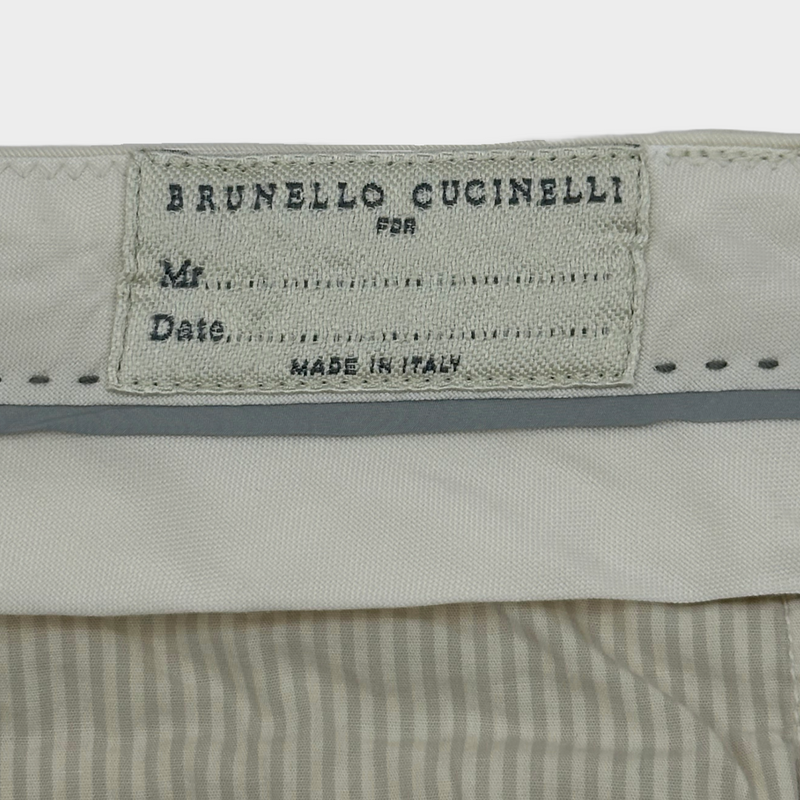 BRUNELLO CUCINELLI
FOR
Mr.................................................
Date..............................................
MADE IN ITALY